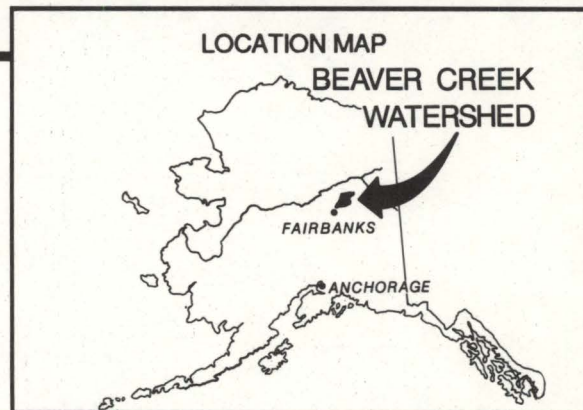 LOCATION MAP
BEAVER CREEK
WATERSHED
FAIRBANKS
ANCHORAGE